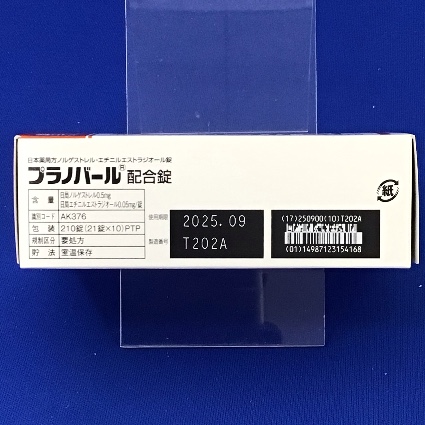 日本薬局方ノルゲストレル・エチニルエストラジオール錠
プラノバール® 配合錠
含量 日局ノルゲストレル0.5mg
日局エチニルエストラジオール0.05mg/錠
識別コード AK376
包装 210錠(21錠×10)PTP
規制区分 要処方
貯法 室温保存
使用期限 2025.09
製造番号 T202A
(17)250900(10)T202A
(01)14987123154168
紙